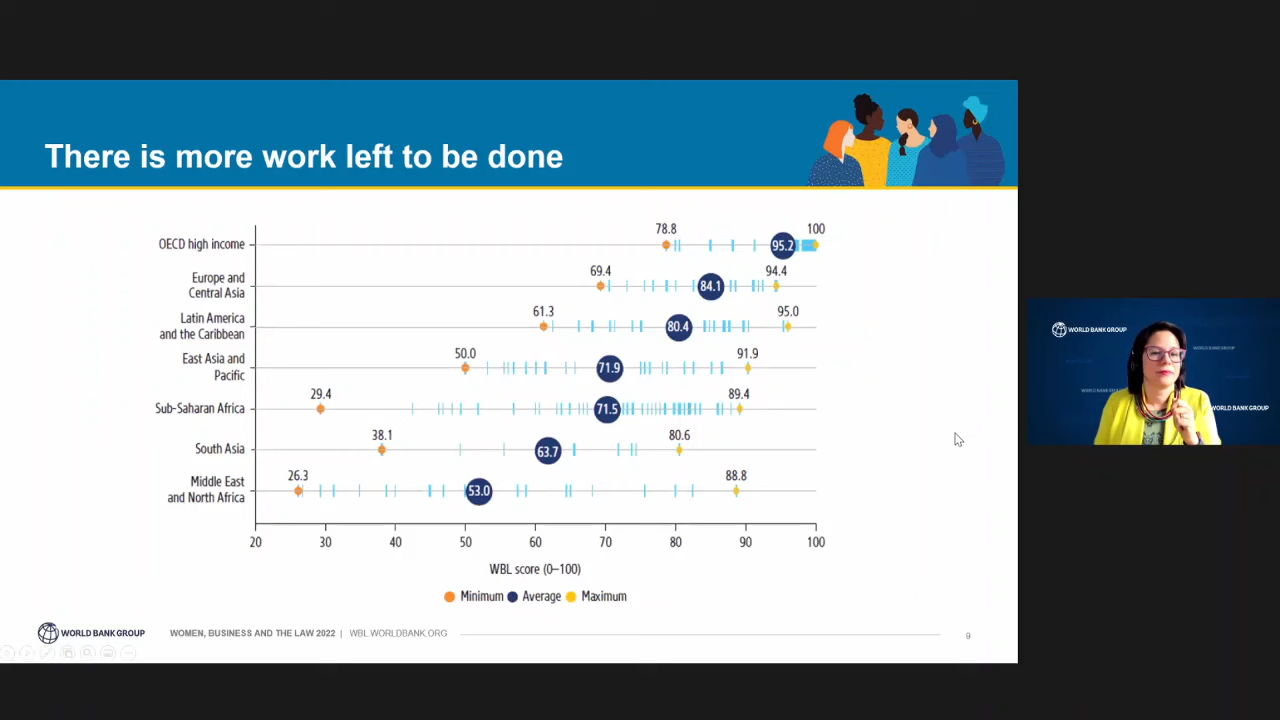 There is more work left to be done
78.8
100
OECD high income
95.2
69.4
94.4
Europe and
Central Asia
84.1
61.3
95.0
Latin America
and the Caribbean
80.4
50.0
91.9
East Asia and
Pacific
71.9
29.4
89.4
Sub-Saharan Africa
71.5
38.1
80.6
South Asia
63.7
26.3
88.8
Middle East
and North Africa
53.0
20 30 40 50 60 70 80 90 100
WBL score (0–100)
Minimum Average Maximum
WORLD BANK GROUP
WOMEN, BUSINESS AND THE LAW 2022 | WBL.WORLDBANK.ORG
9
WORLD BANK GROUP
WORLD BANK GROUP
WORLD BANK GROUP